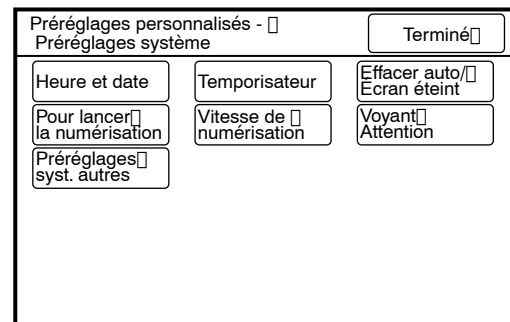 Préréglages personnalisés -
Préréglages système
Terminé
Heure et date
Temporisateur
Effacer auto/
Écran éteint
Pour lancer
la numérisation
Vitesse de
numérisation
Voyant
Attention
Préréglages
syst. autres